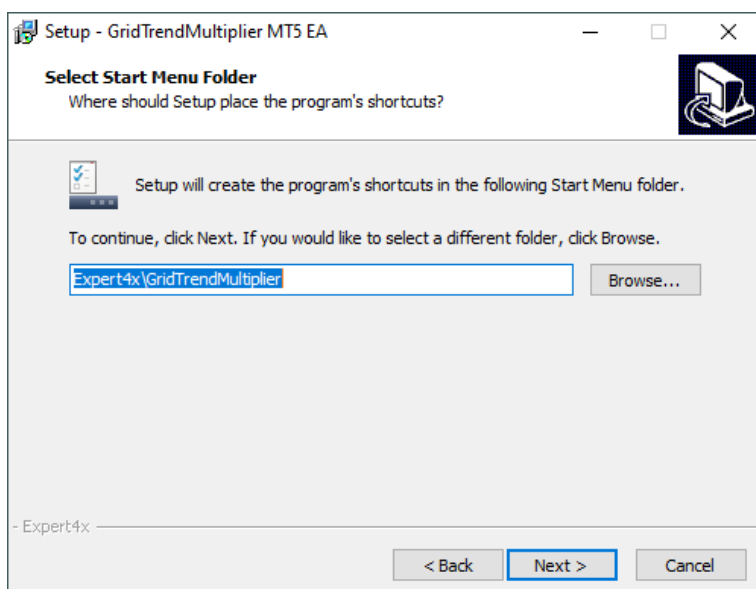 Setup - GridTrendMultiplier MT5 EA
Select Start Menu Folder
Where should Setup place the program's shortcuts?
Setup will create the program's shortcuts in the following Start Menu folder.
To continue, click Next. If you would like to select a different folder, click Browse.
Expert4x\GridTrendMultiplier
Browse...
- Expert4x
< Back
Next >
Cancel